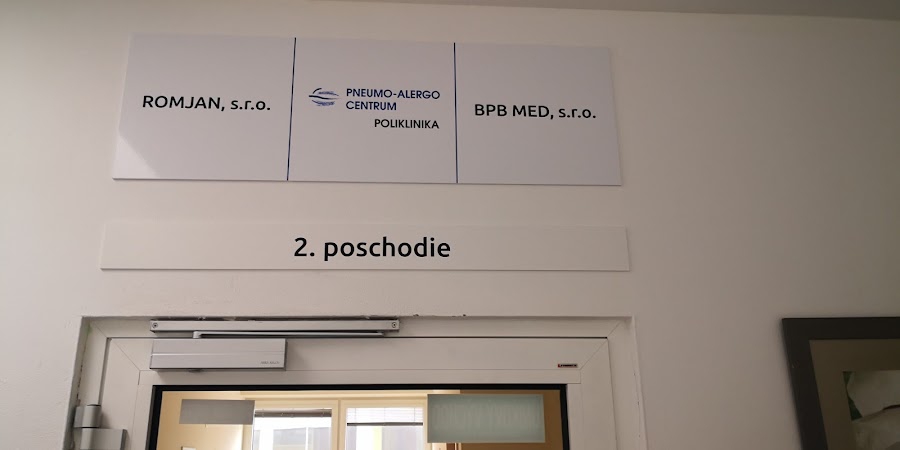 ROMJAN, s.r.o.
PNEUMO-ALERGO
CENTRUM
POLIKLINIKA
BPB MED, s.r.o.
2. poschodie